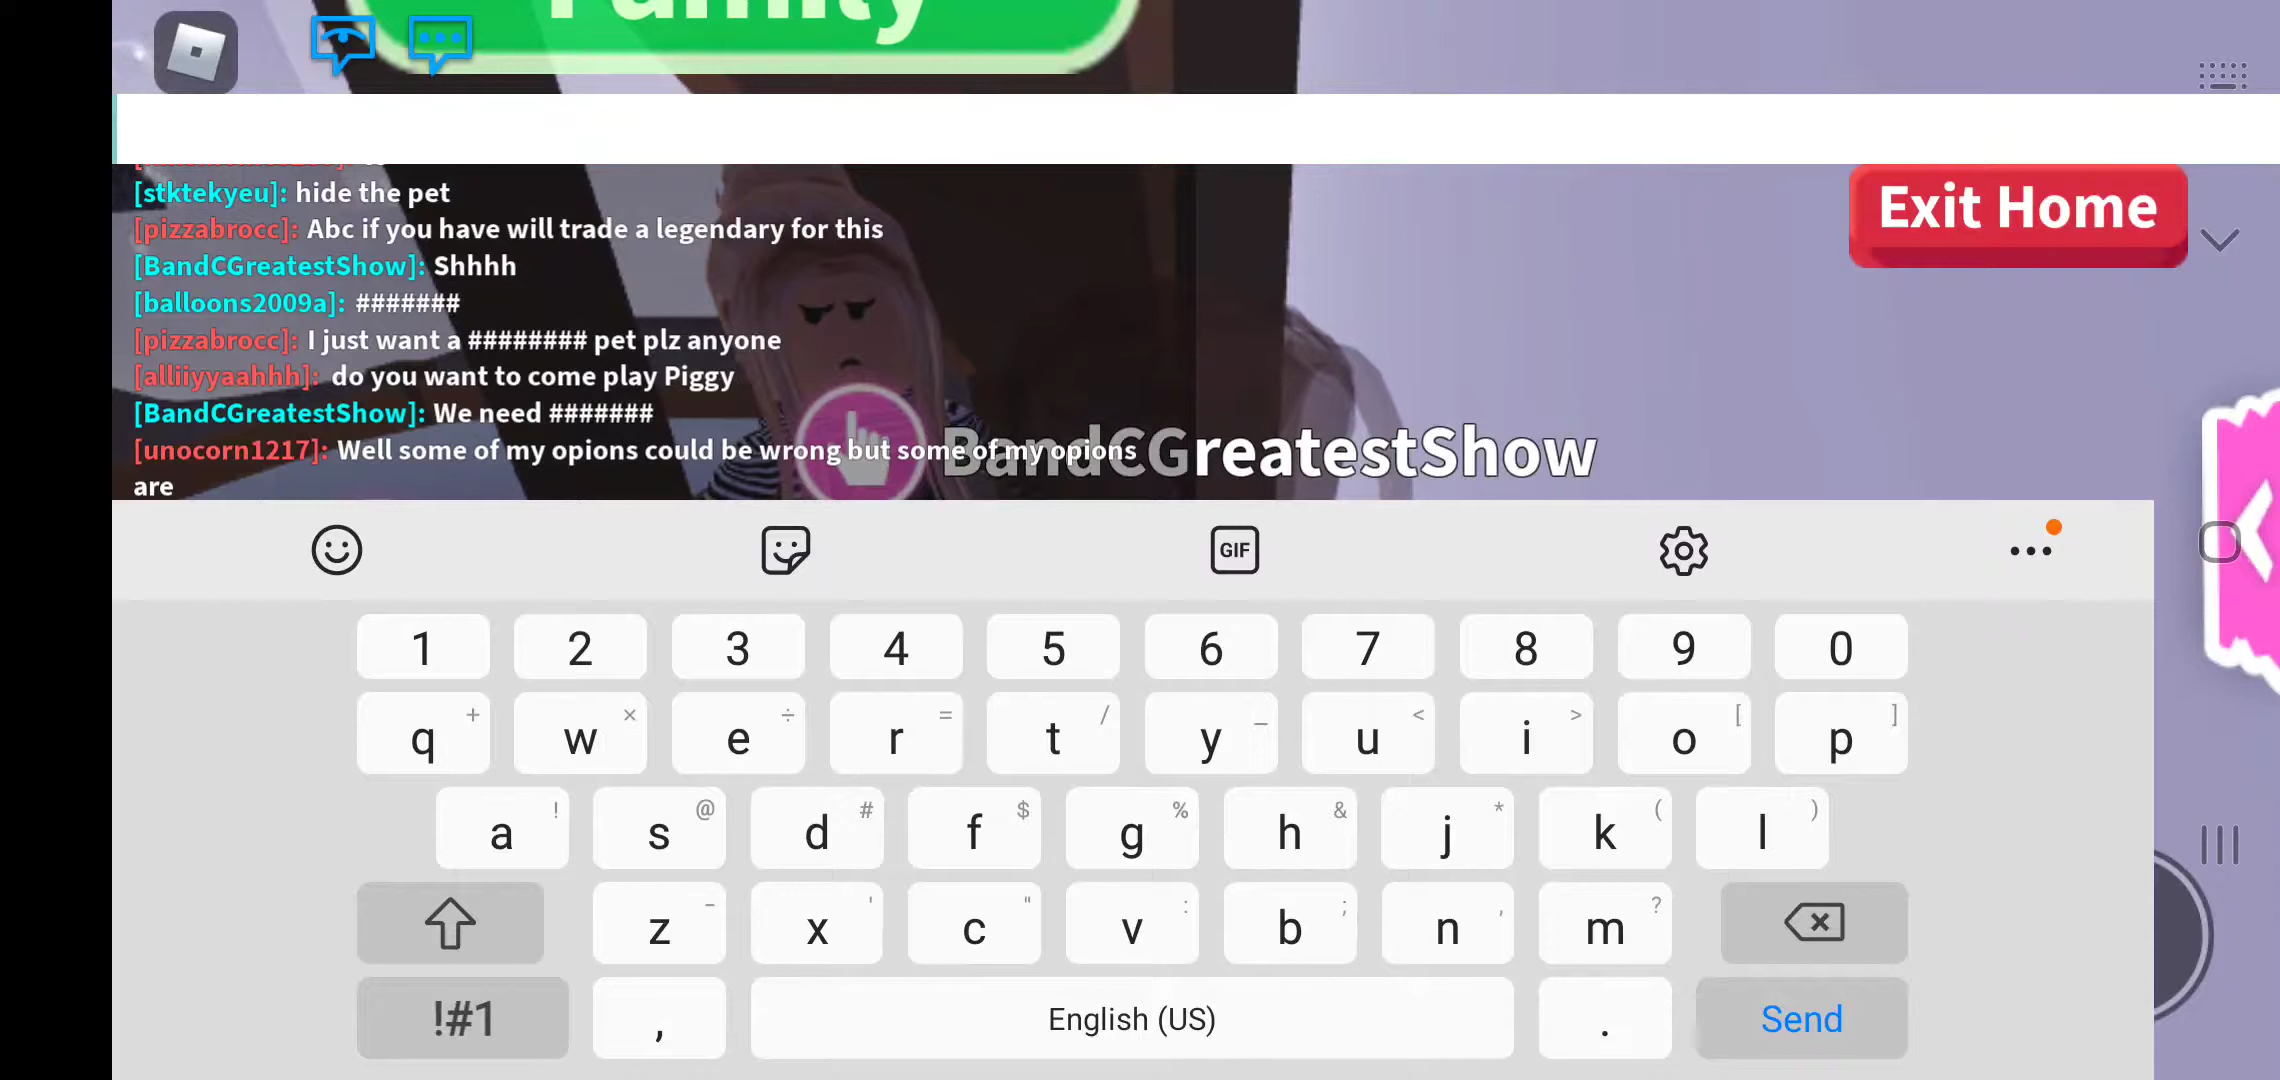 Family
[stktekyeu]: hide the pet
Exit Home
[pizzabrocc]: Abc if you have will trade a legendary for this
[BandCGreatestShow]: Shhhh
[balloons2009a]: #######
[pizzabrocc]: I just want a ######## pet plz anyone
[alliiyyaahhh]: do you want to come play Piggy
[BandCGreatestShow]: We need #######
[unocorn1217]: Well some of my opions could be wrong but some of my opions
are
BandCGreatestShow
GIF
1 2 3 4 5 6 7 8 9 0
+ × ÷ = / _ < > [ ]
q w e r t y u i o p
! @ # $ % & * ( )
a s d f g h j k l
- ' " : ; , ?
z x c v b n m
!#1 , English (US) . Send